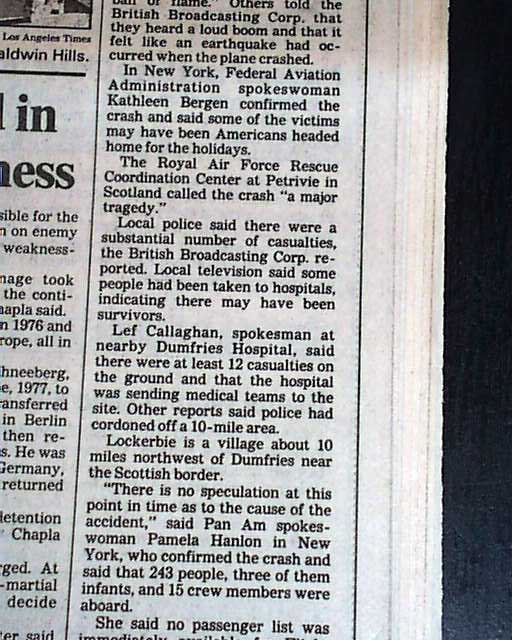 Los Angeles Times
aldwin Hills.
in
ness
sible for the
n on enemy
weakness-
nage took
the conti-
apla said.
n 1976 and
rope, all in
hneeberg,
e, 1977, to
ansferred
in Berlin
then re-
s. He was
Germany,
returned
detention
Chapla
rged. At
-martial
decide
ter said
ball of flame." Others told the
British Broadcasting Corp. that
they heard a loud boom and that it
felt like an earthquake had oc-
curred when the plane crashed.
In New York, Federal Aviation
Administration spokeswoman
Kathleen Bergen confirmed the
crash and said some of the victims
may have been Americans headed
home for the holidays.
The Royal Air Force Rescue
Coordination Center at Petrivie in
Scotland called the crash "a major
tragedy."
Local police said there were a
substantial number of casualties,
the British Broadcasting Corp. re-
ported. Local television said some
people had been taken to hospitals,
indicating there may have been
survivors.
Lef Callaghan, spokesman at
nearby Dumfries Hospital, said
there were at least 12 casualties on
the ground and that the hospital
was sending medical teams to the
site. Other reports said police had
cordoned off a 10-mile area.
Lockerbie is a village about 10
miles northwest of Dumfries near
the Scottish border.
"There is no speculation at this
point in time as to the cause of the
accident," said Pan Am spokes-
woman Pamela Hanlon in New
York, who confirmed the crash and
said that 243 people, three of them
infants, and 15 crew members were
aboard.
She said no passenger list was
immediately available for